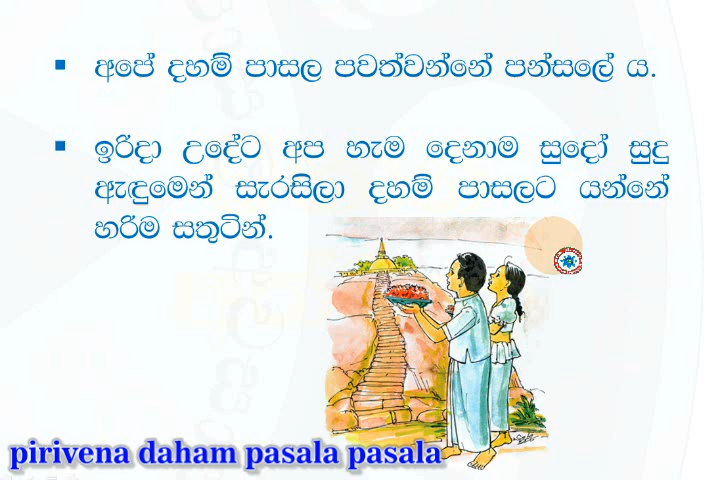 ▪ අපේ දහම් පාසල පවත්වන්නේ පන්සලේ ය.
▪ ඉරිදා උදේට අප හැම දෙනාම සුදෝ සුදු
ඇඳුමෙන් සැරසිලා දහම් පාසලට යන්නේ
හරිම සතුටින්.
pirivena daham pasala pasala